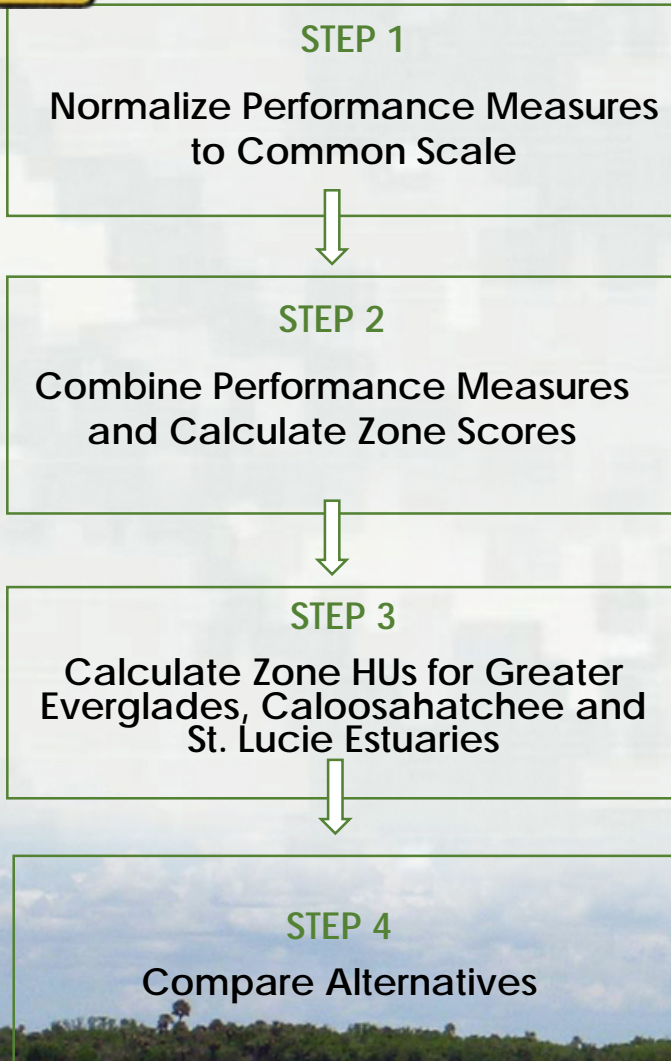 STEP 1
Normalize Performance Measures
to Common Scale
STEP 2
Combine Performance Measures
and Calculate Zone Scores
STEP 3
Calculate Zone HUs for Greater
Everglades, Caloosahatchee and
St. Lucie Estuaries
STEP 4
Compare Alternatives